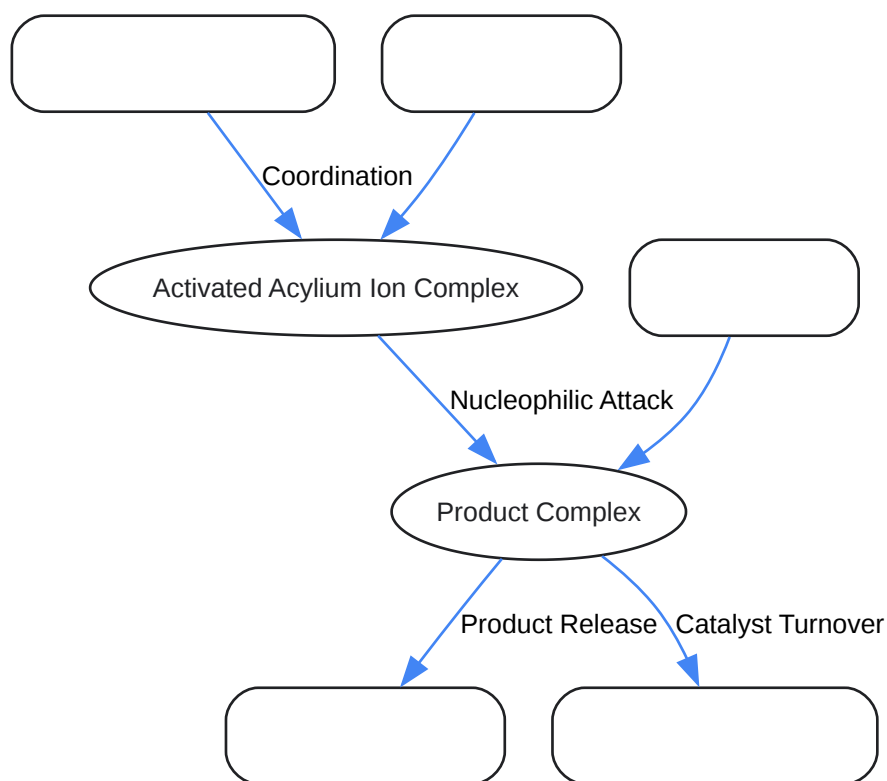 Coordination
Activated Acylium Ion Complex
Nucleophilic Attack
Product Complex
Product Release
Catalyst Turnover